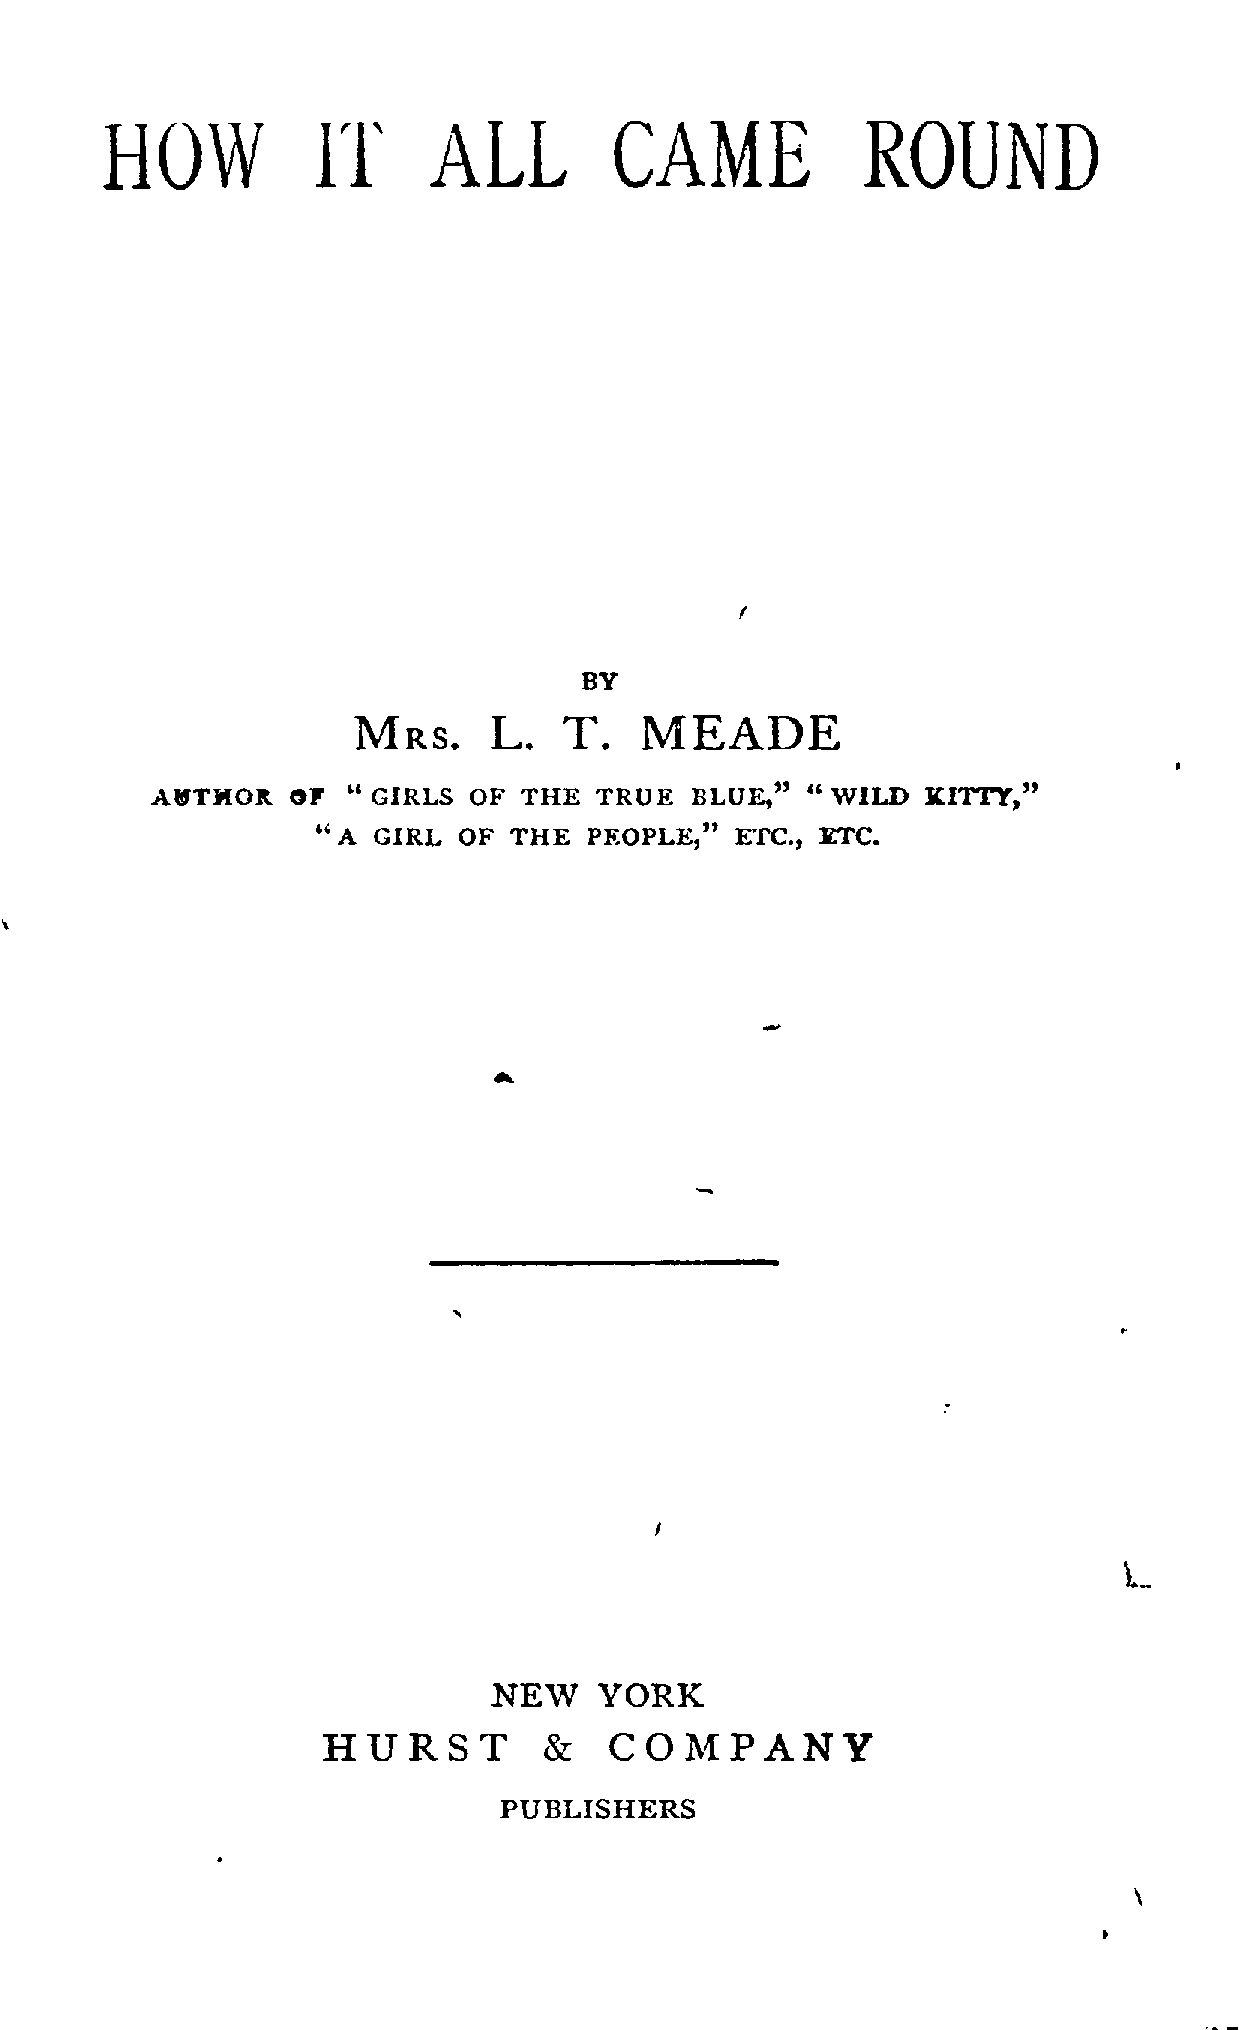 HOW IT ALL CAME ROUND
BY
MRS. L. T. MEADE
AUTHOR OF "GIRLS OF THE TRUE BLUE," "WILD KITTY,"
"A GIRL OF THE PEOPLE," ETC., ETC.
NEW YORK
HURST & COMPANY
PUBLISHERS